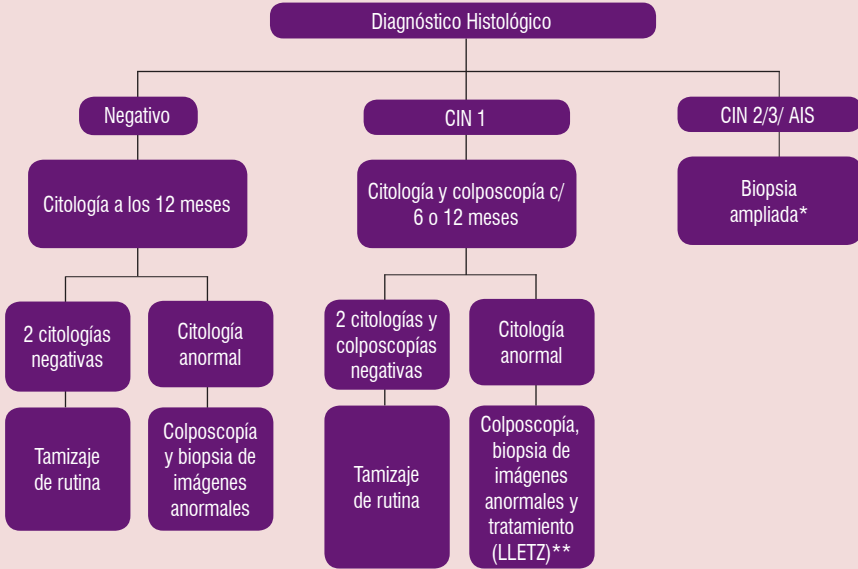 Diagnóstico Histológico
Negativo
CIN 1
CIN 2/3/ AIS
Citología a los 12 meses
Citología y colposcopía c/
6 o 12 meses
Biopsia
ampliada*
2 citologías
negativas
Citología
anormal
2 citologías y
colposcopías
negativas
Citología
anormal
Tamizaje
de rutina
Colposcopía
y biopsia de
imágenes
anormales
Tamizaje
de rutina
Colposcopía,
biopsia de
imágenes
anormales y
tratamiento
(LLETZ)**